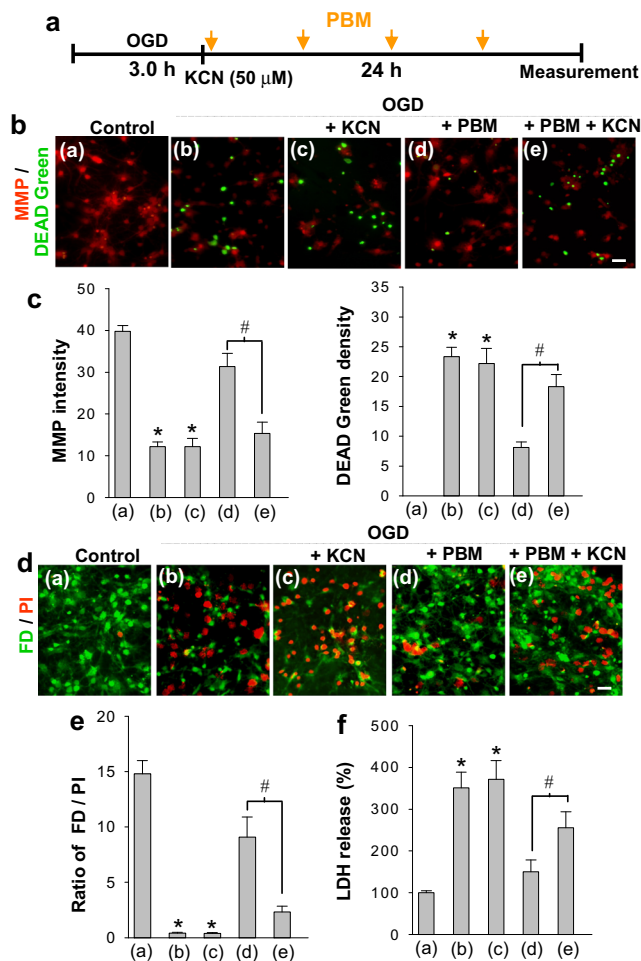 a
PBM
OGD
3.0 h
KCN (50 μM)
24 h
Measurement
b
OGD
Control
+ KCN
+ PBM
+ PBM + KCN
MMP /
DEAD Green
(a)
(b)
(c)
(d)
(e)
c
MMP intensity
50
40
30
20
10
0
* * #
(a) (b) (c) (d) (e)
DEAD Green density
35
30
25
20
15
10
5
0
* * #
(a) (b) (c) (d) (e)
d
OGD
Control
+ KCN
+ PBM
+ PBM + KCN
FD / PI
(a)
(b)
(c)
(d)
(e)
e
Ratio of FD / PI
20
15
10
5
0
* * #
(a) (b) (c) (d) (e)
f
LDH release (%)
500
400
300
200
100
0
* * #
(a) (b) (c) (d) (e)